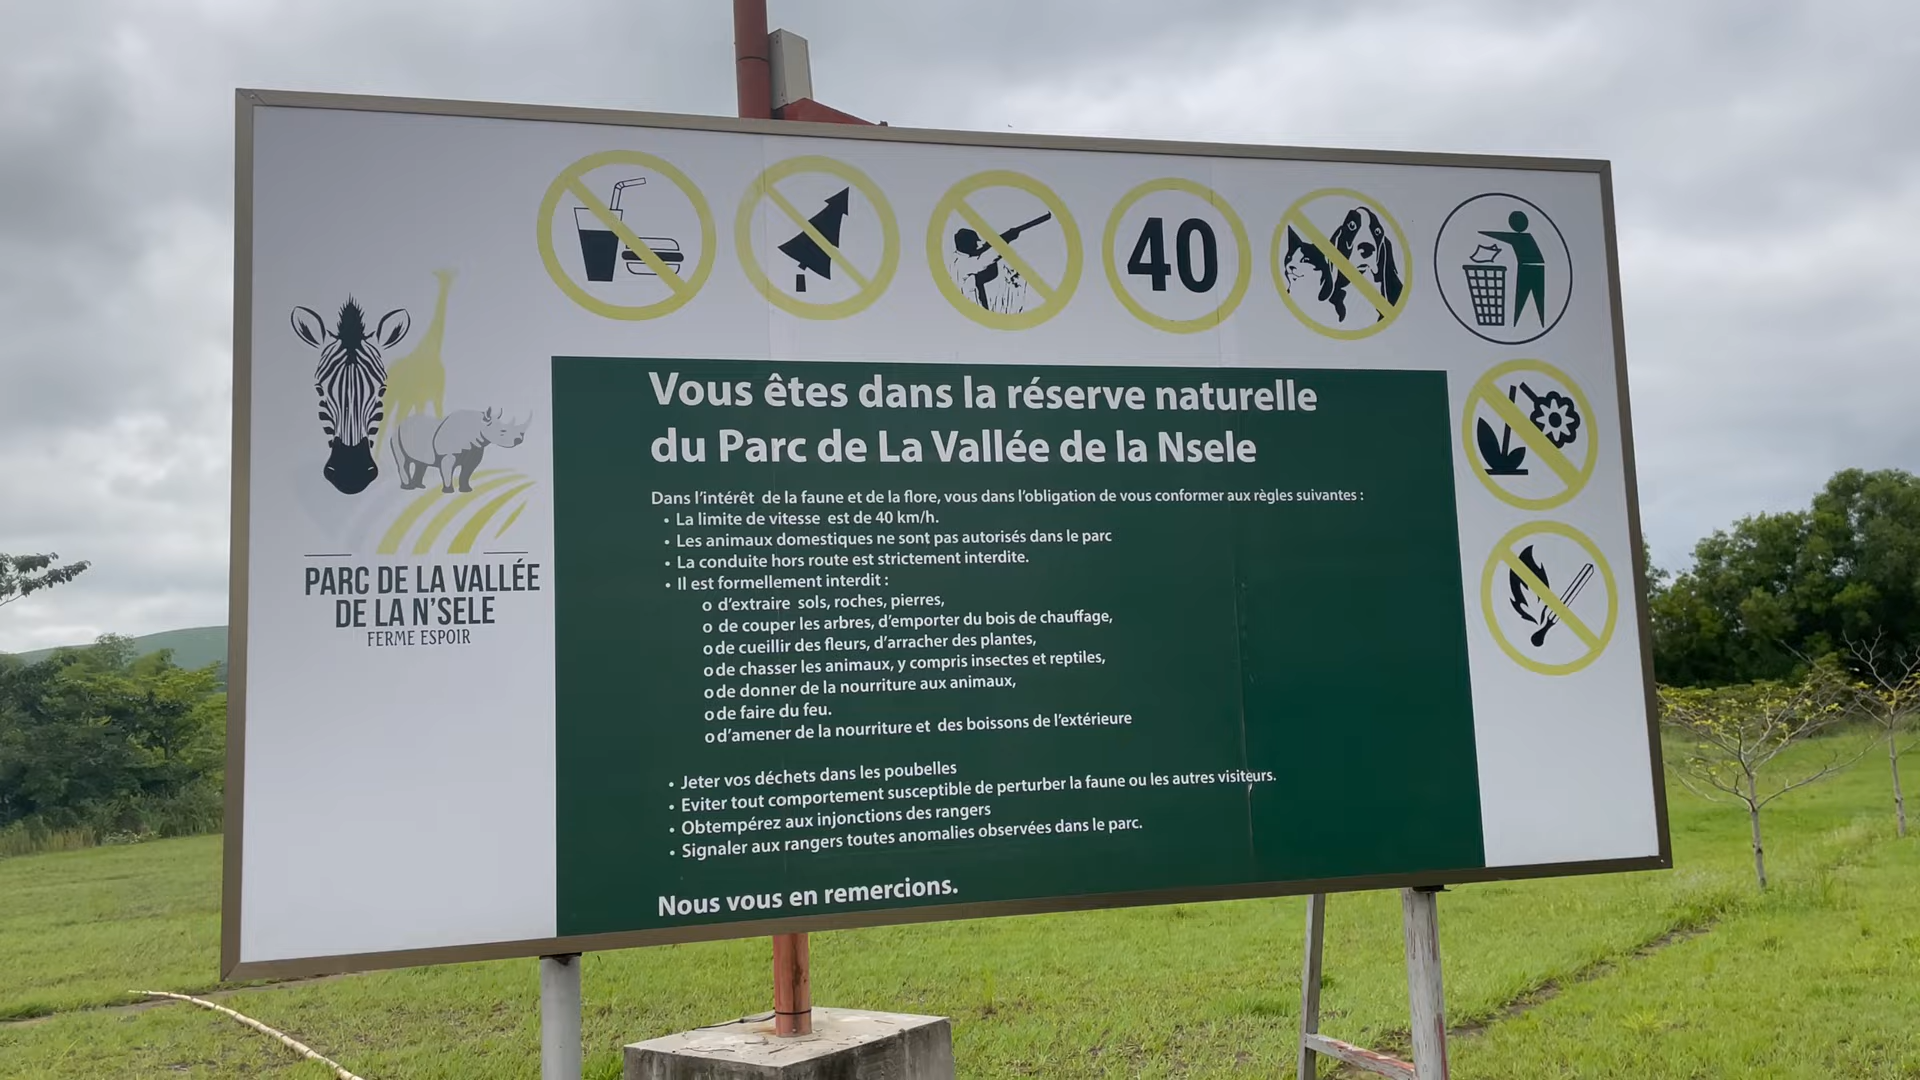 40
Vous êtes dans la réserve naturelle
du Parc de La Vallée de la Nsele
Dans l'intérêt de la faune et de la flore, vous dans l'obligation de vous conformer aux règles suivantes :
• La limite de vitesse est de 40 km/h.
• Les animaux domestiques ne sont pas autorisés dans le parc
• La conduite hors route est strictement interdite.
• Il est formellement interdit :
o d'extraire sols, roches, pierres,
o de couper les arbres, d'emporter du bois de chauffage,
o de cueillir des fleurs, d'arracher des plantes,
o de chasser les animaux, y compris insectes et reptiles,
o de donner de la nourriture aux animaux,
o de faire du feu.
o d'amener de la nourriture et des boissons de l'extérieure
• Jeter vos déchets dans les poubelles
• Eviter tout comportement susceptible de perturber la faune ou les autres visiteurs.
• Obtempérez aux injonctions des rangers
• Signaler aux rangers toutes anomalies observées dans le parc.
Nous vous en remercions.
PARC DE LA VALLÉE
DE LA N'SELE
FERME ESPOIR